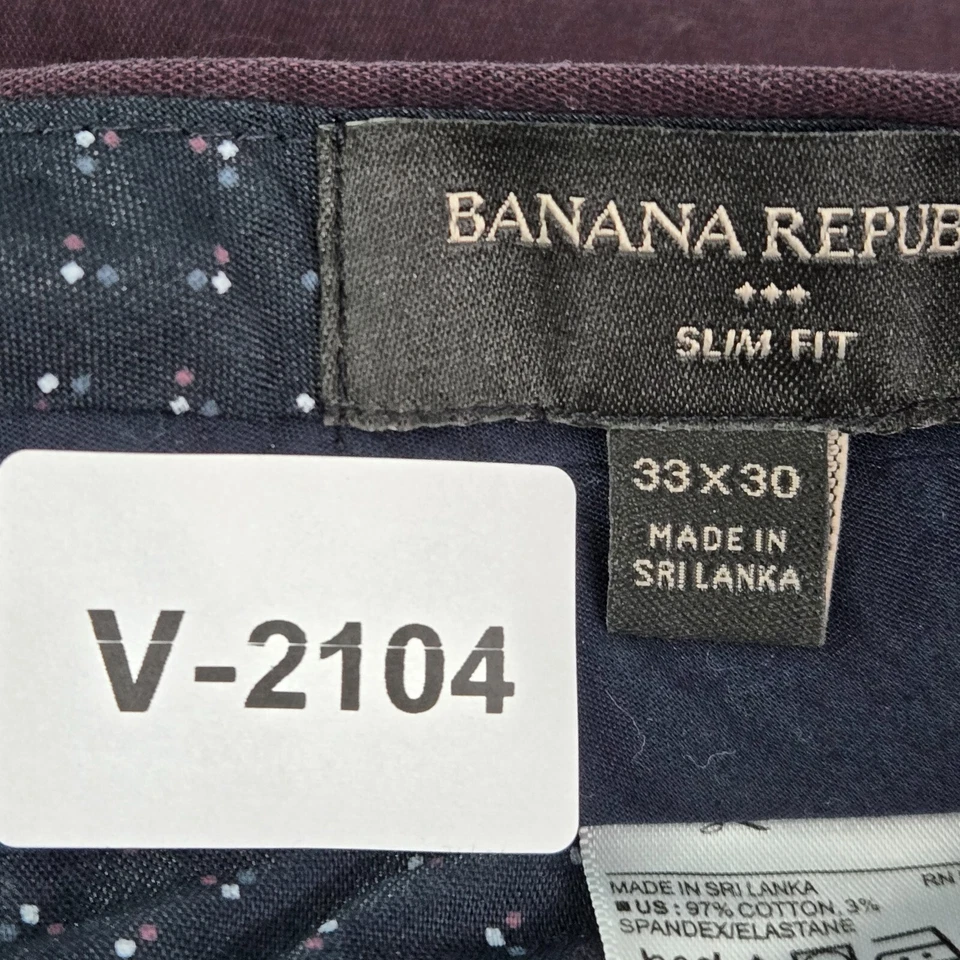 BANANA REPUB
SLIM FIT
33 X 30
MADE IN
SRI LANKA
V-2104
MADE IN SRI LANKA
RN
US : 97% COTTON, 3%
SPANDEX/ELASTANE